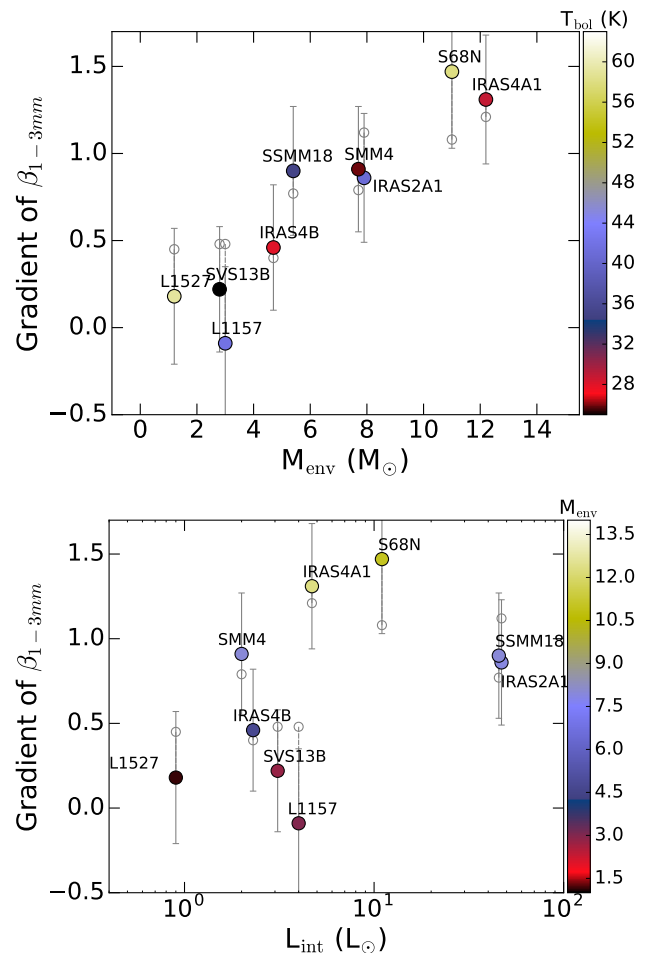 T_bol (K)
1.5
1.0
0.5
0.0
−0.5
Gradient of β_1−3mm
S68N
IRAS4A1
SSMM18
SMM4
IRAS2A1
IRAS4B
L1527
SVS13B
L1157
60
56
52
48
44
40
36
32
28
0 2 4 6 8 10 12 14
M_env (M_⊙)
M_env
1.5
1.0
0.5
0.0
−0.5
Gradient of β_1−3mm
S68N
IRAS4A1
SMM4
SSMM18
IRAS2A1
IRAS4B
L1527
SVS13B
L1157
13.5
12.0
10.5
9.0
7.5
6.0
4.5
3.0
1.5
10^0 10^1 10^2
L_int (L_⊙)